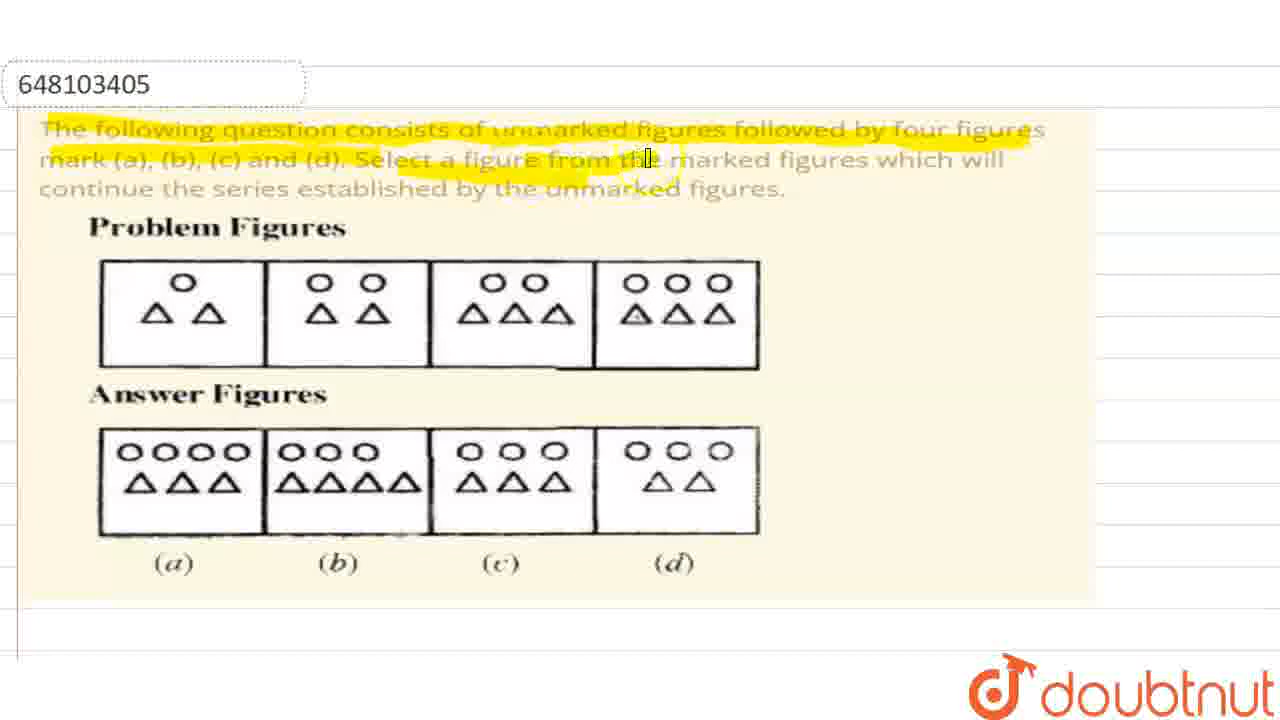 648103405
The following question consists of unmarked figures followed by four figures
mark (a), (b), (c) and (d). Select a figure from the marked figures which will
continue the series established by the unmarked figures.
Problem Figures
Answer Figures
(a) (b) (c) (d)
doubtnut